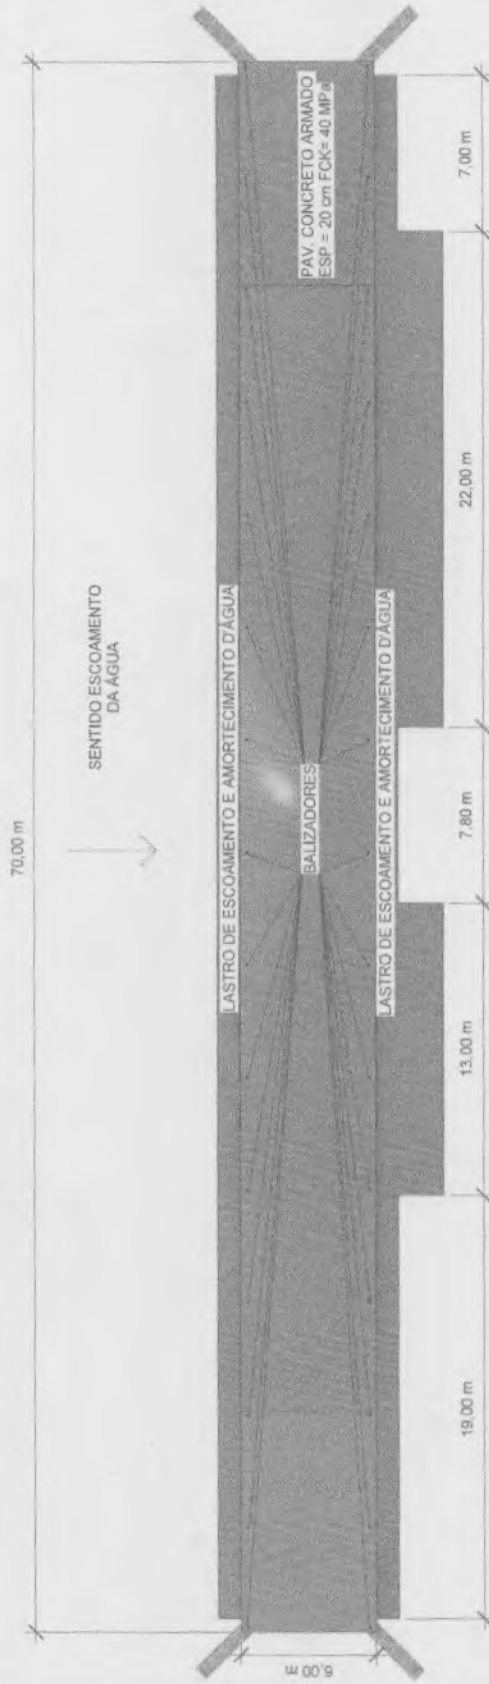 70,00 m
SENTIDO ESCOAMENTO
DA ÁGUA
LASTRO DE ESCOAMENTO E AMORTECIMENTO D'ÁGUA
PAV. CONCRETO ARMADO
ESP = 20 cm FCK= 40 MPa
6,00 m
BALIZADORES
LASTRO DE ESCOAMENTO E AMORTECIMENTO D'ÁGUA
19,00 m
13,00 m
7,80 m
22,00 m
7,00 m